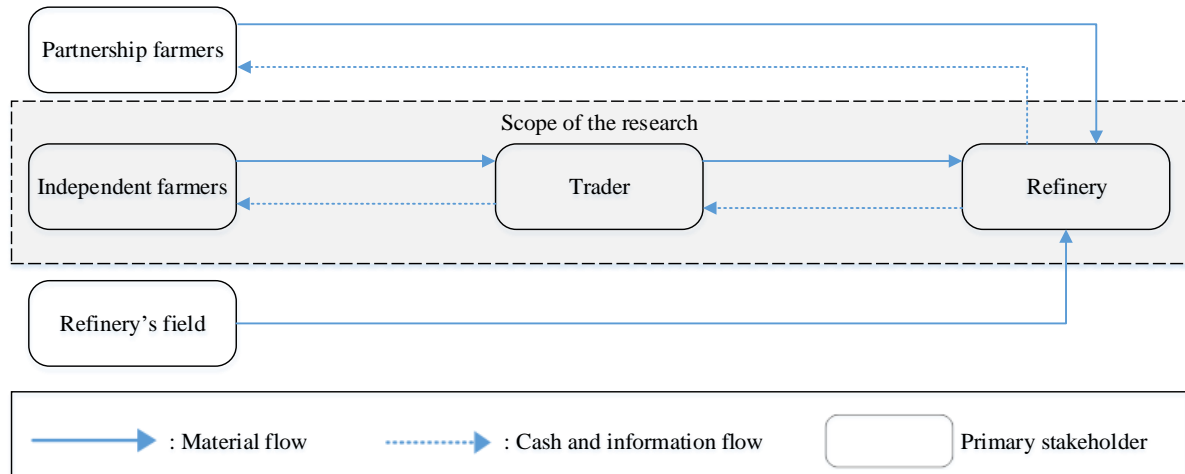 Partnership farmers
Scope of the research
Independent farmers
Trader
Refinery
Refinery’s field
: Material flow
: Cash and information flow
Primary stakeholder